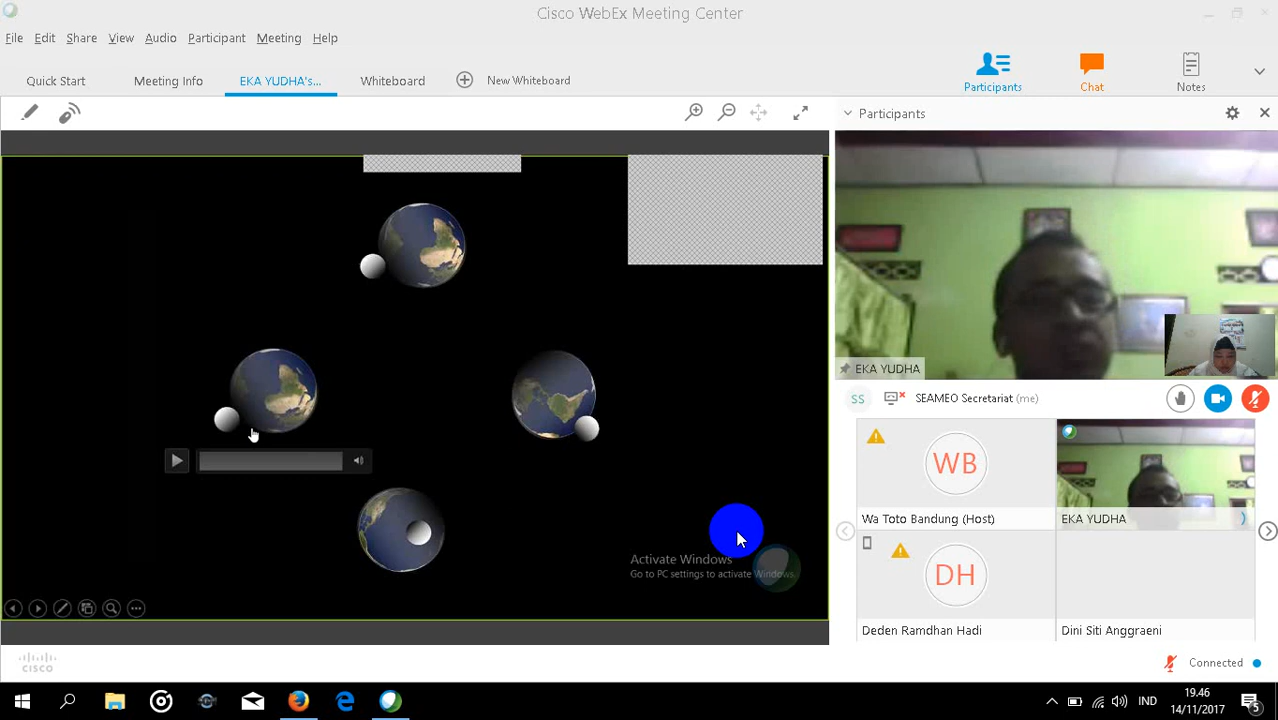 Cisco WebEx Meeting Center
File Edit Share View Audio Participant Meeting Help
Quick Start Meeting Info EKA YUDHA's... Whiteboard New Whiteboard
Participants Chat Notes
Participants
EKA YUDHA
SS SEAMEO Secretariat (me)
WB
Wa Toto Bandung (Host)
EKA YUDHA
DH
Deden Ramdhan Hadi
Dini Siti Anggraeni
Activate Windows
Go to PC settings to activate Windows.
cisco
Connected
IND
19.46
14/11/2017
5